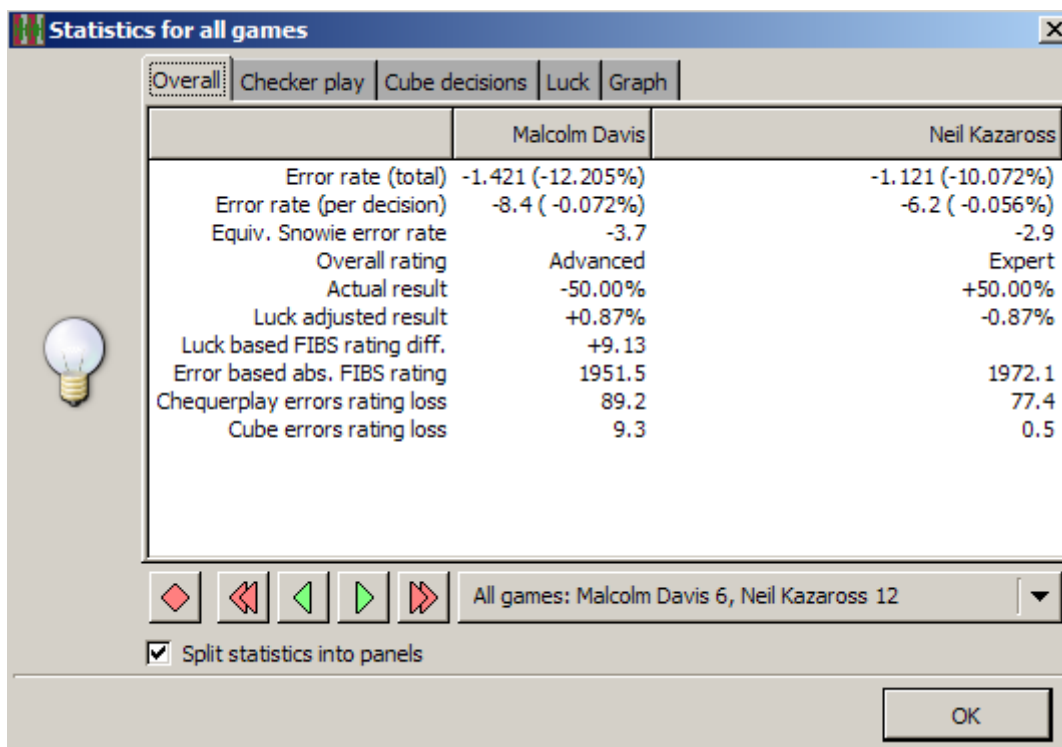 Statistics for all games
Overall Checker play Cube decisions Luck Graph
Malcolm Davis Neil Kazaross
Error rate (total) -1.421 (-12.205%) -1.121 (-10.072%)
Error rate (per decision) -8.4 ( -0.072%) -6.2 ( -0.056%)
Equiv. Snowie error rate -3.7 -2.9
Overall rating Advanced Expert
Actual result -50.00% +50.00%
Luck adjusted result +0.87% -0.87%
Luck based FIBS rating diff. +9.13
Error based abs. FIBS rating 1951.5 1972.1
Chequerplay errors rating loss 89.2 77.4
Cube errors rating loss 9.3 0.5
All games: Malcolm Davis 6, Neil Kazaross 12
Split statistics into panels
OK